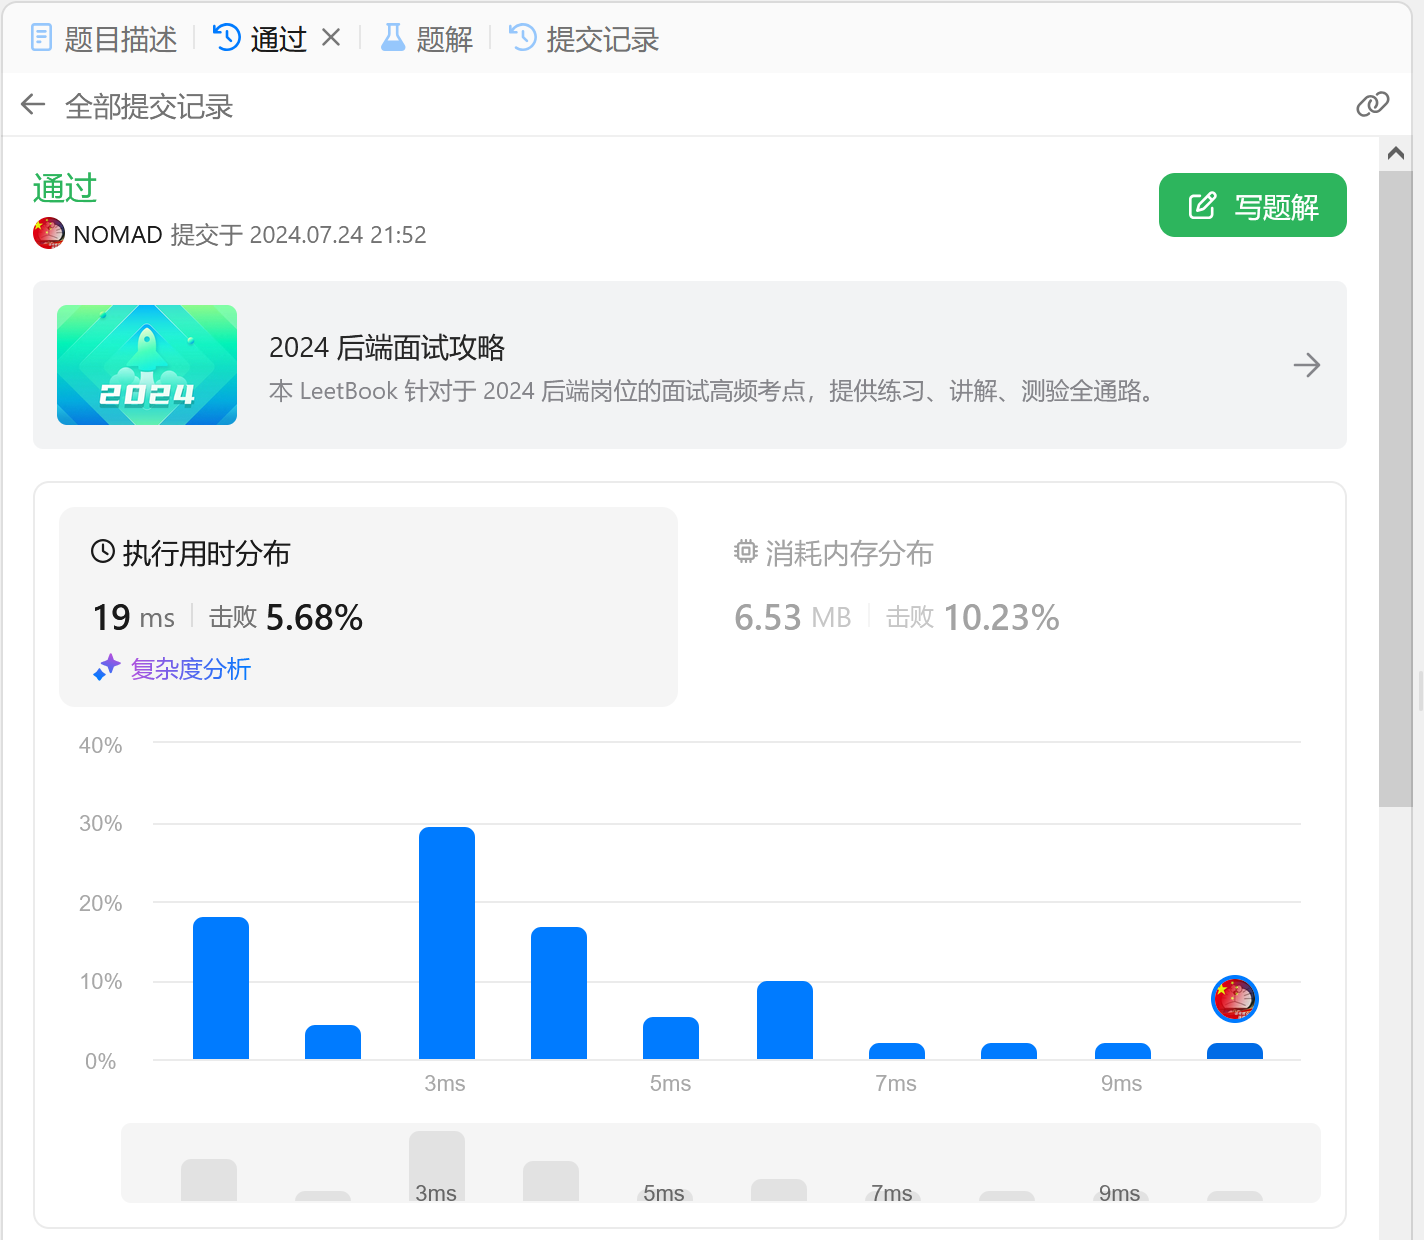 题目描述 通过 题解 提交记录
全部提交记录
通过
写题解
NOMAD 提交于 2024.07.24 21:52
2024
2024 后端面试攻略
本 LeetBook 针对于 2024 后端岗位的面试高频考点，提供练习、讲解、测验全通路。
执行用时分布
19 ms 击败 5.68%
复杂度分析
消耗内存分布
6.53 MB 击败 10.23%
40%
30%
20%
10%
0%
3ms 5ms 7ms 9ms
3ms 5ms 7ms 9ms